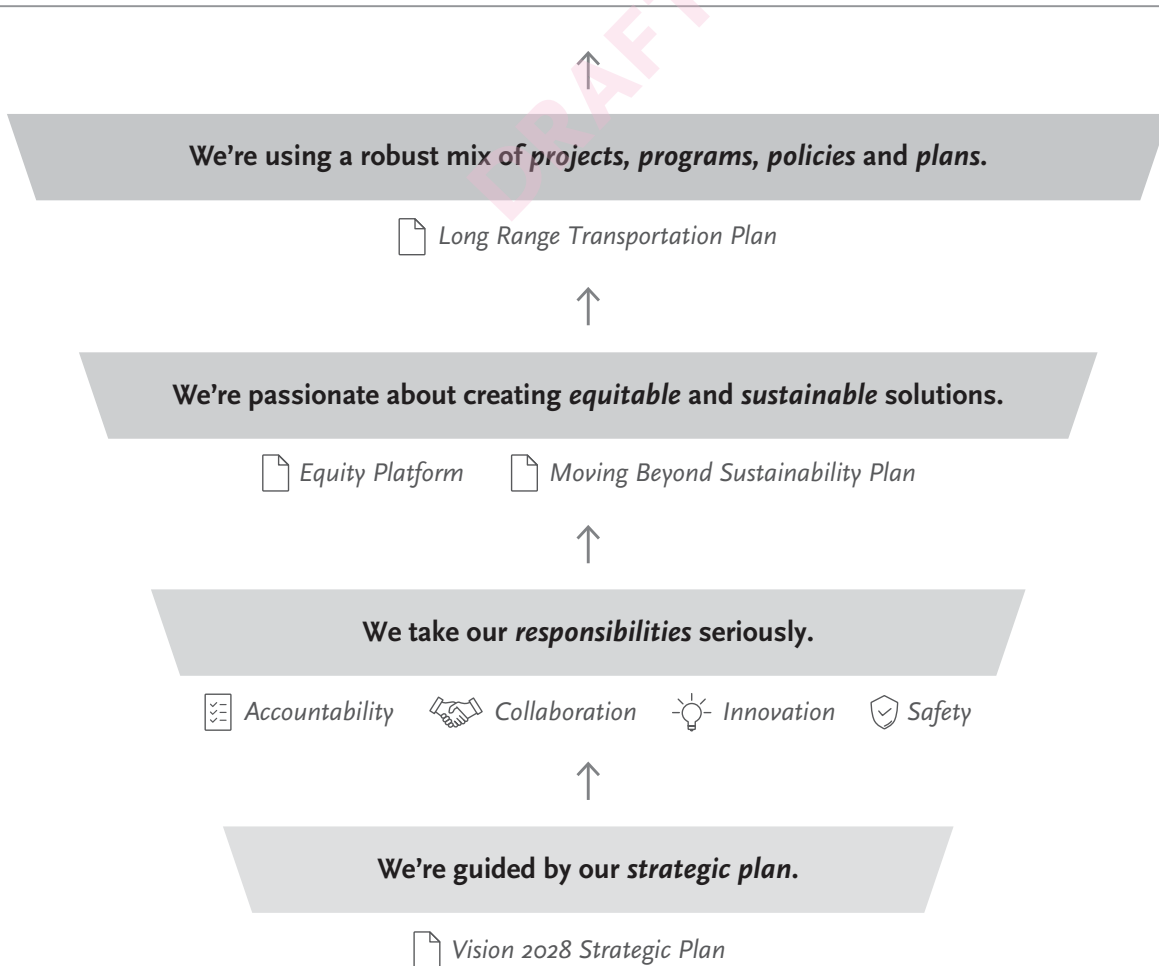 DRAFT
We're using a robust mix of projects, programs, policies and plans.
Long Range Transportation Plan
We're passionate about creating equitable and sustainable solutions.
Equity Platform Moving Beyond Sustainability Plan
We take our responsibilities seriously.
Accountability Collaboration Innovation Safety
We're guided by our strategic plan.
Vision 2028 Strategic Plan